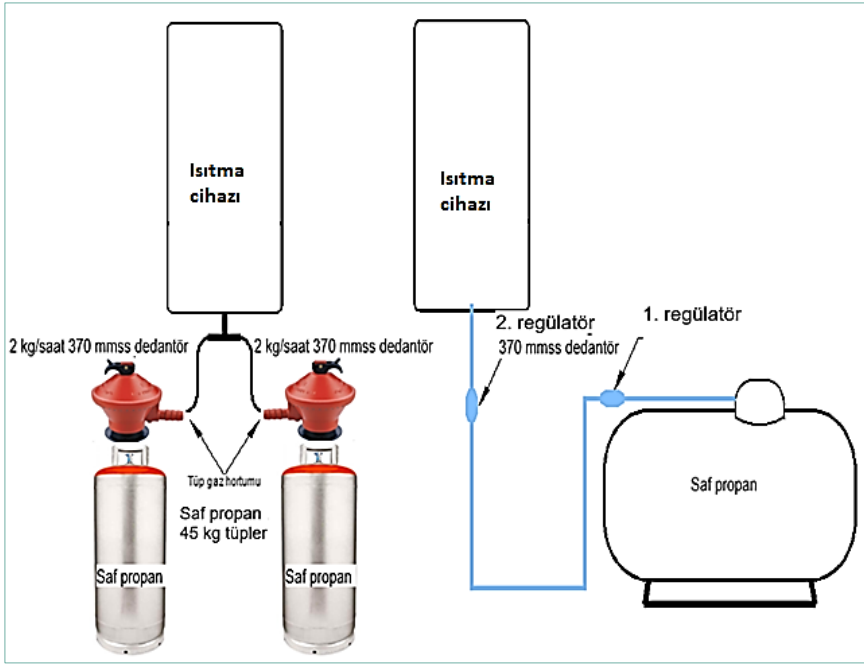 Isıtma
cihazı
2 kg/saat 370 mmss dedantör
2 kg/saat 370 mmss dedantör
Tüp gaz hortumu
Saf propan
45 kg tüpler
Saf propan
Saf propan
Isıtma
cihazı
2. regülatör
370 mmss dedantör
1. regülatör
Saf propan